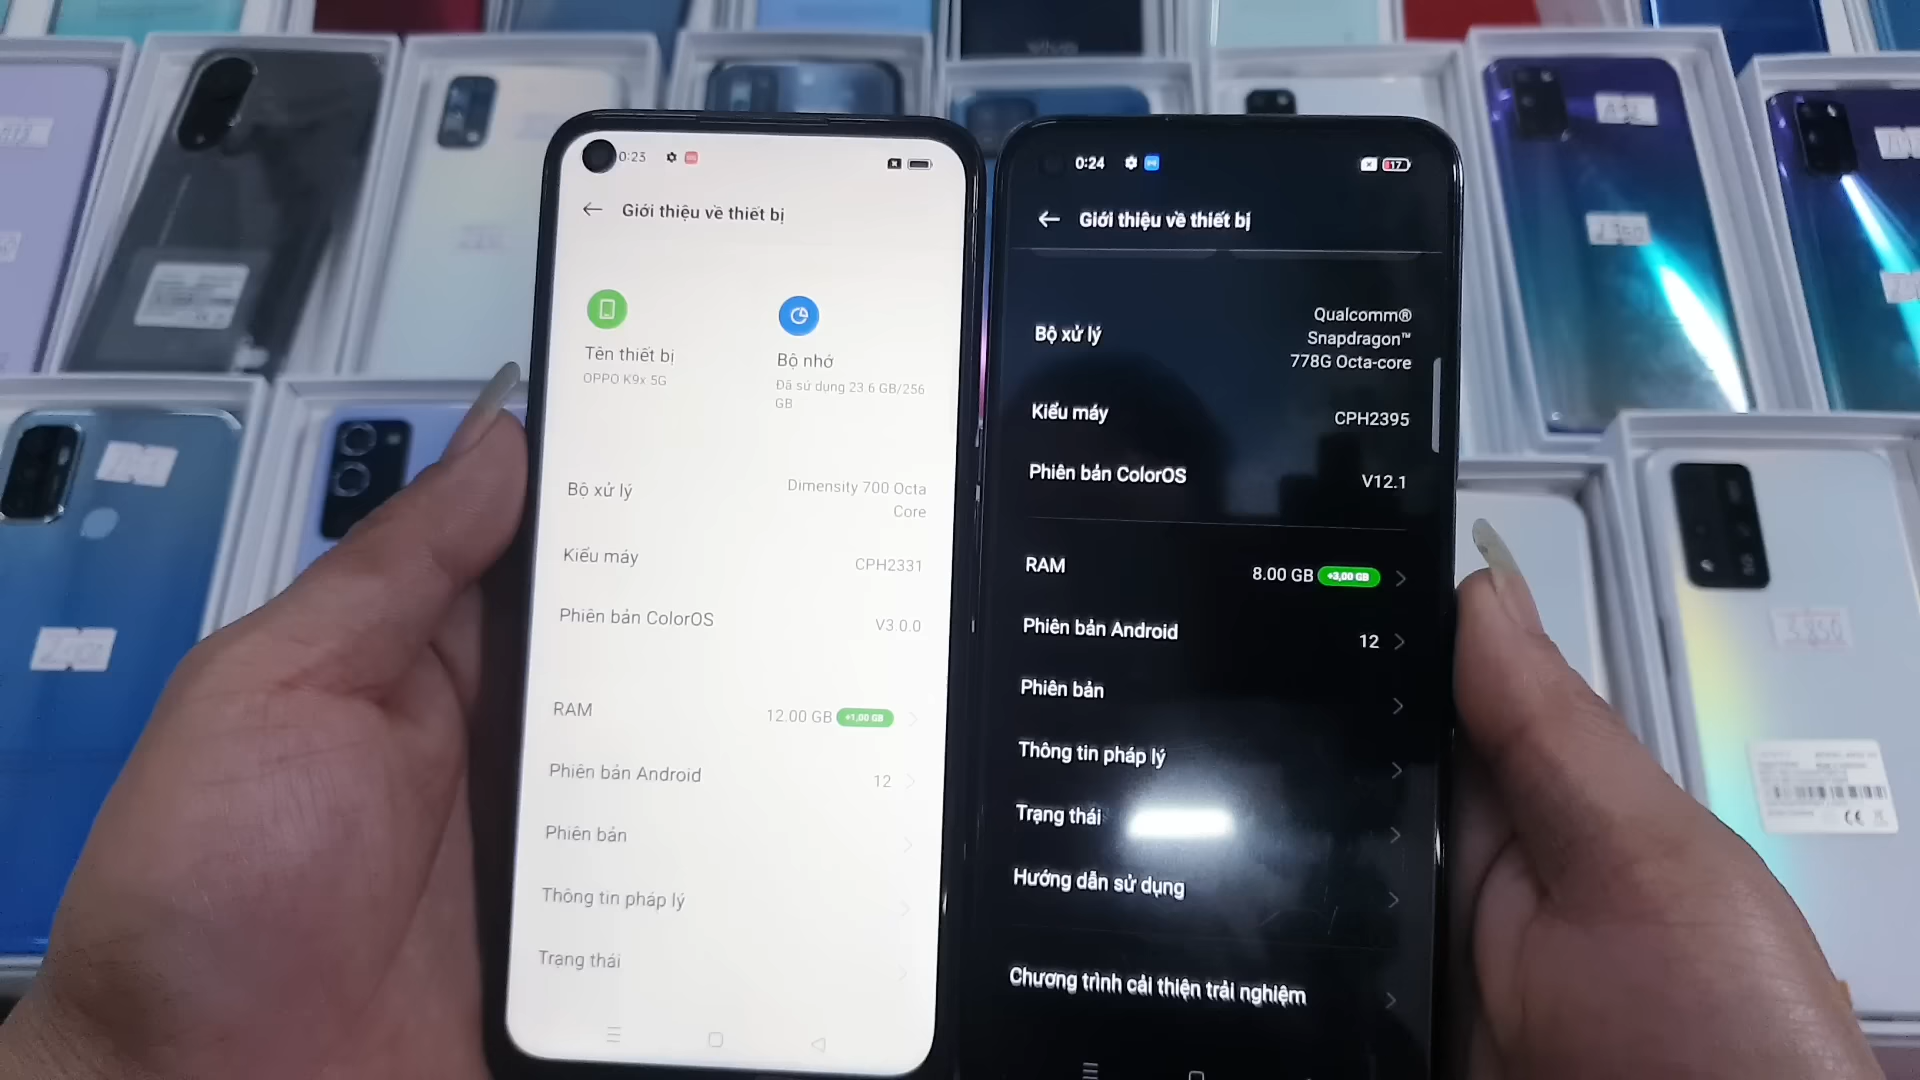 0:23
Giới thiệu về thiết bị
Tên thiết bị
OPPO K9x 5G
Bộ nhớ
Đã sử dụng 23.6 GB/256
GB
Bộ xử lý
Dimensity 700 Octa
Core
Kiểu máy
CPH2331
Phiên bản ColorOS
V3.0.0
RAM
12.00 GB +1,00 GB
Phiên bản Android
12
Phiên bản
Thông tin pháp lý
Trạng thái
0:24
17
Giới thiệu về thiết bị
Bộ xử lý
Qualcomm®
Snapdragon™
778G Octa-core
Kiểu máy
CPH2395
Phiên bản ColorOS
V12.1
RAM
8.00 GB +3,00 GB
Phiên bản Android
12
Phiên bản
Thông tin pháp lý
Trạng thái
Hướng dẫn sử dụng
Chương trình cải thiện trải nghiệm